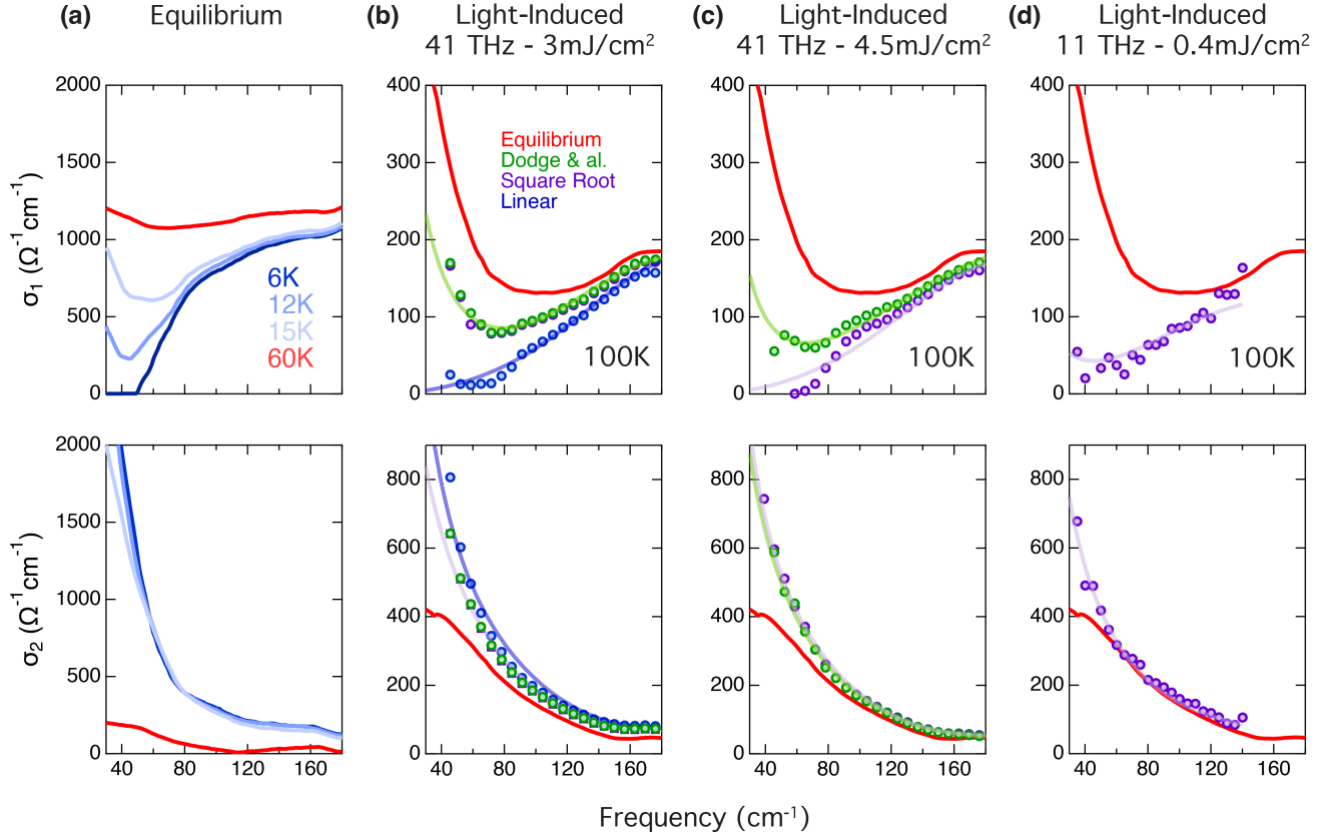 (a) Equilibrium
(b) Light-Induced
41 THz - 3mJ/cm²
(c) Light-Induced
41 THz - 4.5mJ/cm²
(d) Light-Induced
11 THz - 0.4mJ/cm²
σ₁ (Ω⁻¹cm⁻¹)
2000
1500
1000
500
0
6K
12K
15K
60K
400
300
200
100
0
Equilibrium
Dodge & al.
Square Root
Linear
100K
400
300
200
100
0
100K
400
300
200
100
0
100K
σ₂ (Ω⁻¹cm⁻¹)
2000
1500
1000
500
0
40 80 120 160
800
600
400
200
0
40 80 120 160
800
600
400
200
0
40 80 120 160
800
600
400
200
0
40 80 120 160
Frequency (cm⁻¹)